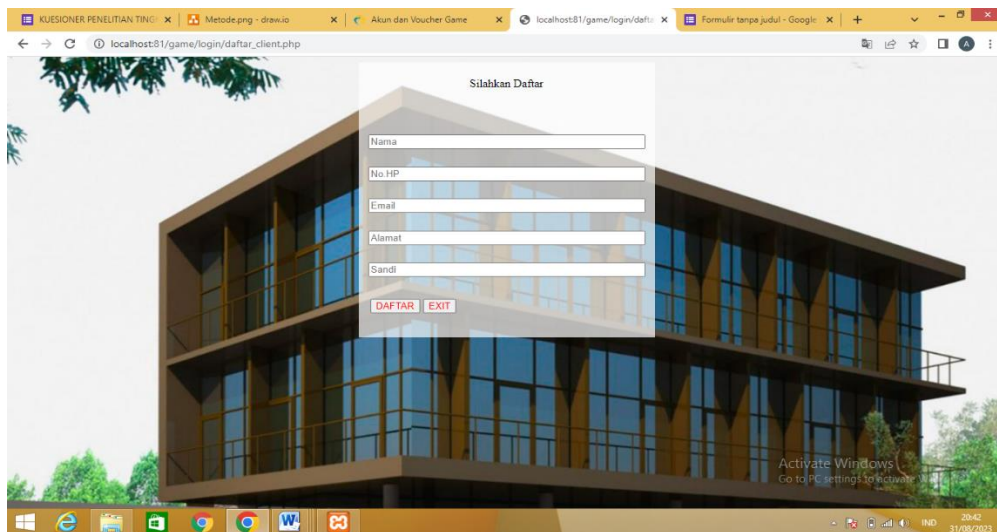 KUESIONER PENELITIAN TING
Metode.png - draw.io
Akun dan Voucher Game
localhost:81/game/login/dafta
Formulir tanpa judul - Google
localhost:81/game/login/daftar_client.php
A
Silahkan Daftar
Nama
No.HP
Email
Alamat
Sandi
DAFTAR EXIT
Activate Windows
Go to PC settings to activate
IND
20:42
31/08/2023